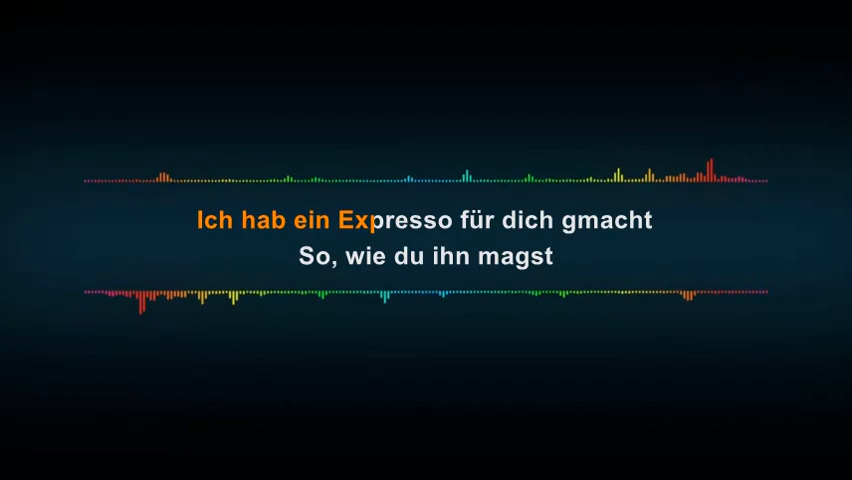 Ich hab ein Expresso für dich gmacht
So, wie du ihn magst